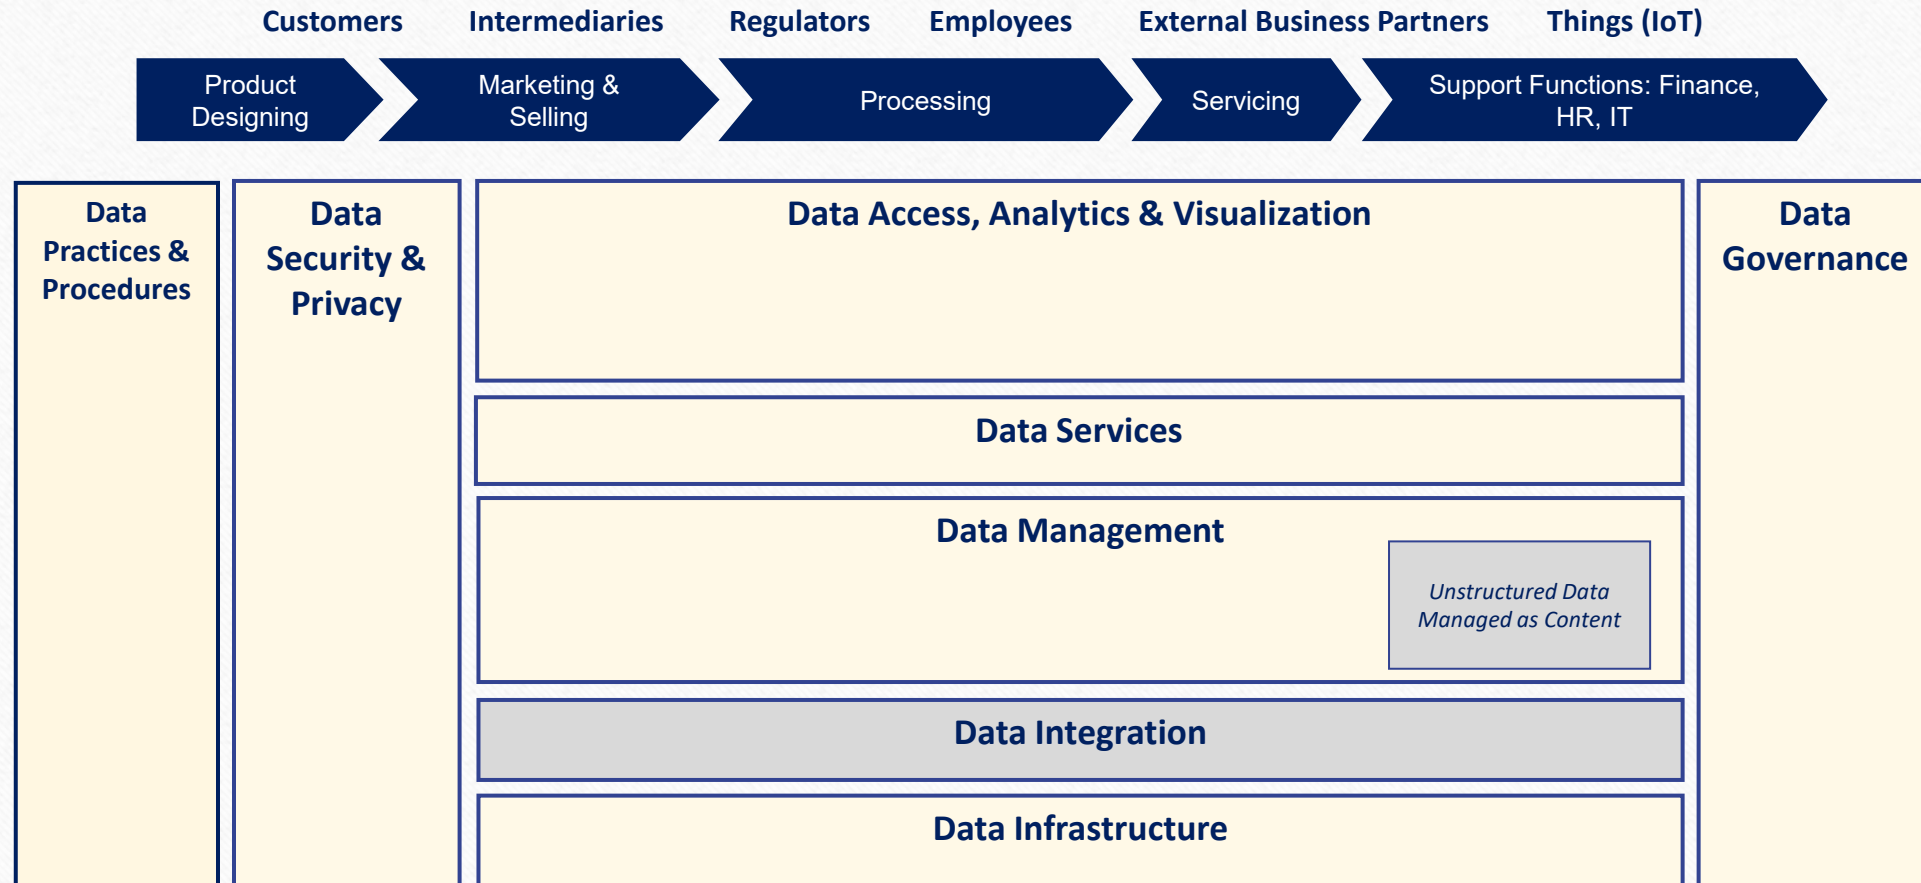 Customers Intermediaries Regulators Employees External Business Partners Things (IoT)
Product
Designing
Marketing &
Selling
Processing
Servicing
Support Functions: Finance,
HR, IT
Data
Practices &
Procedures
Data
Security &
Privacy
Data Access, Analytics & Visualization
Data Services
Data Management
Unstructured Data
Managed as Content
Data Integration
Data Infrastructure
Data
Governance